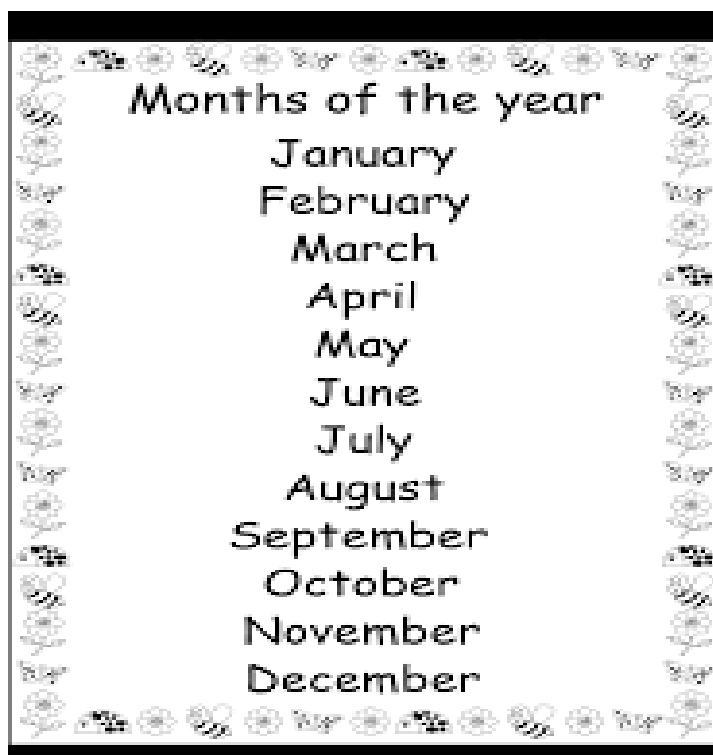 Months of the year
January
February
March
April
May
June
July
August
September
October
November
December